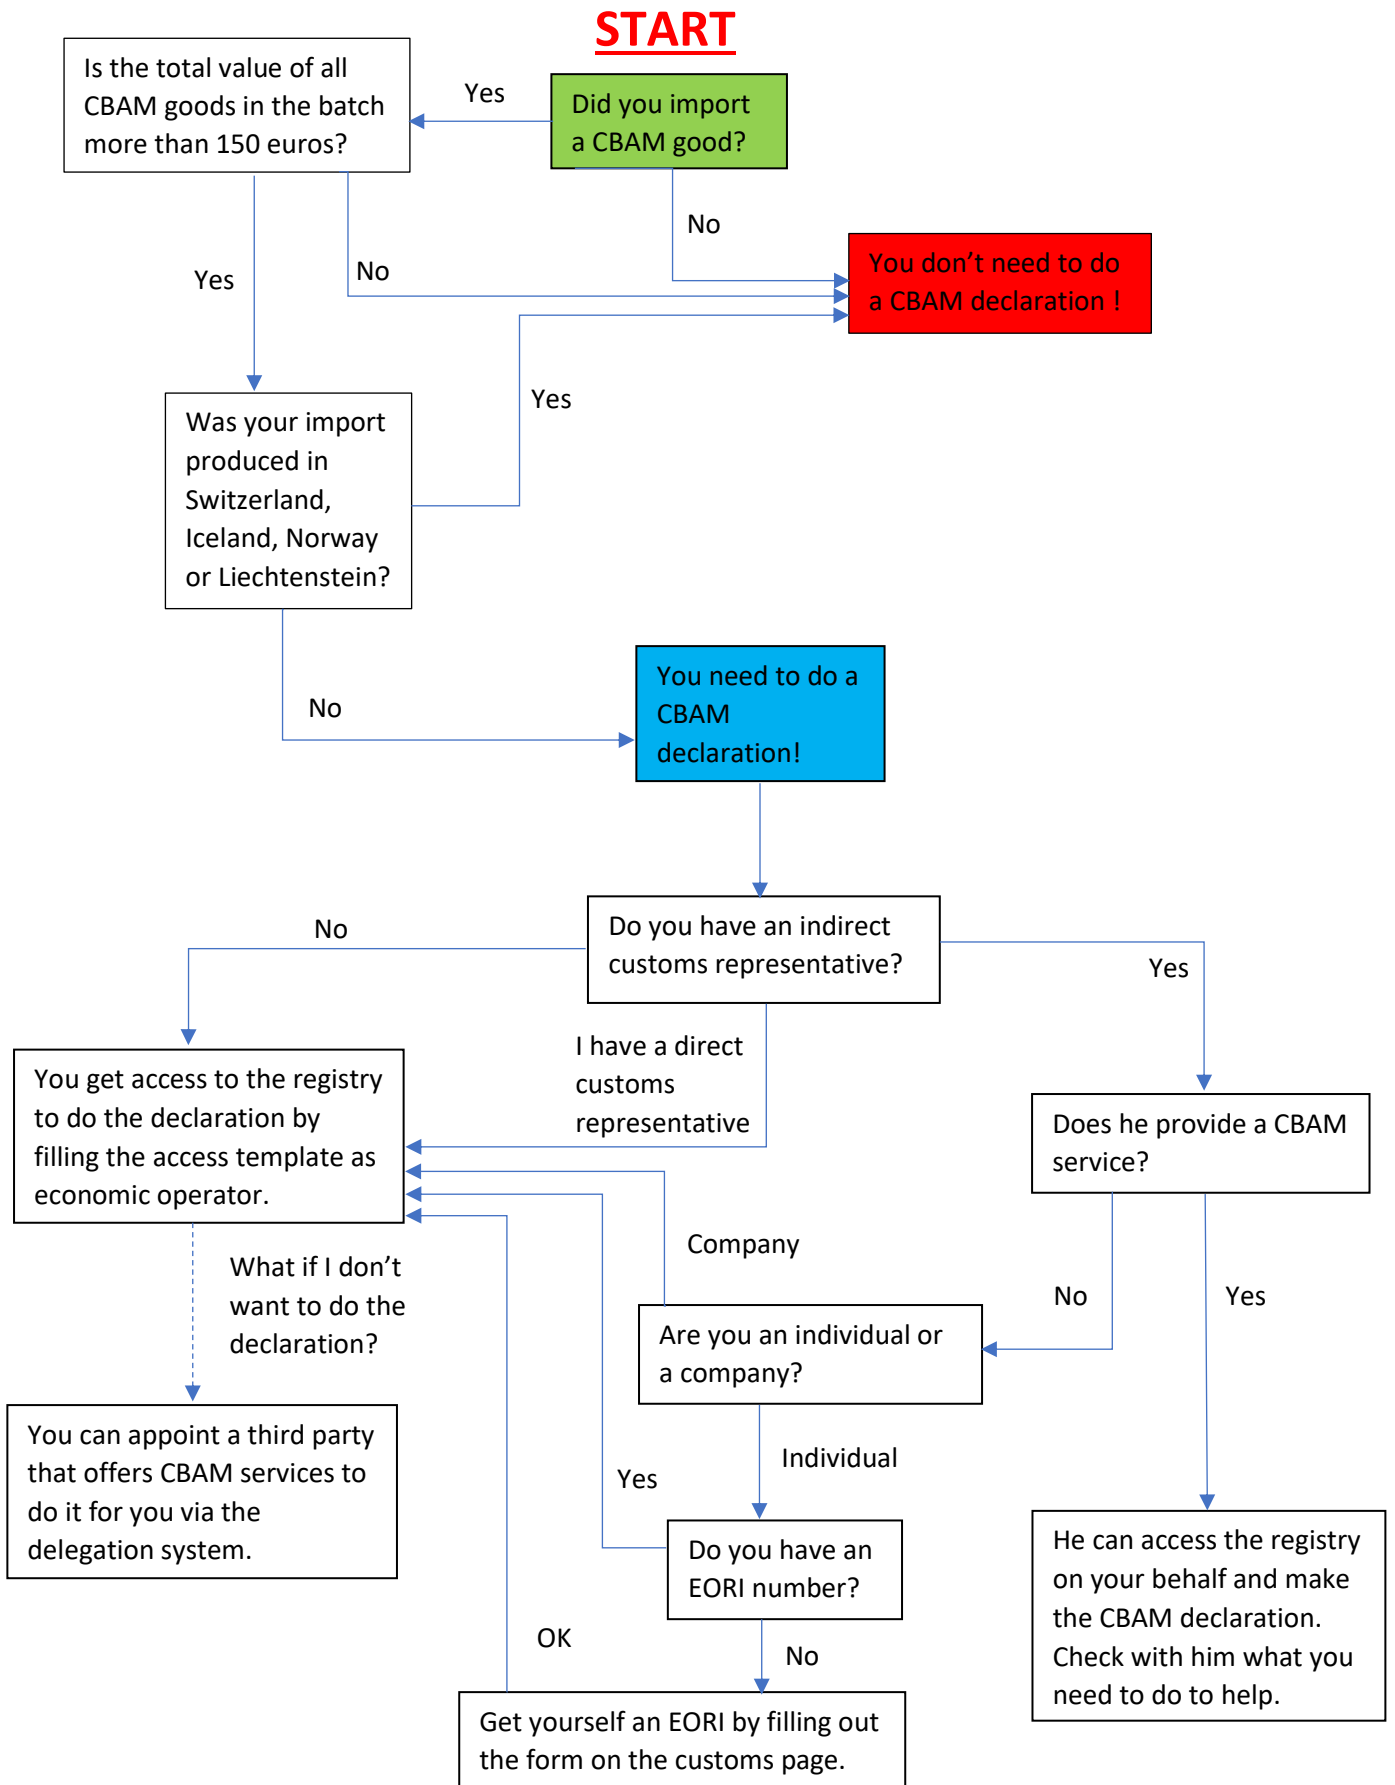 START
Is the total value of all
CBAM goods in the batch
more than 150 euros?
Yes
Did you import
a CBAM good?
No
You don’t need to do
a CBAM declaration !
Yes
No
Yes
Was your import
produced in
Switzerland,
Iceland, Norway
or Liechtenstein?
No
You need to do a
CBAM
declaration!
Do you have an indirect
customs representative?
No
Yes
I have a direct
customs
representative
You get access to the registry
to do the declaration by
filling the access template as
economic operator.
Does he provide a CBAM
service?
Company
What if I don’t
want to do the
declaration?
No
Yes
Are you an individual or
a company?
You can appoint a third party
that offers CBAM services to
do it for you via the
delegation system.
Individual
Yes
Do you have an
EORI number?
He can access the registry
on your behalf and make
the CBAM declaration.
Check with him what you
need to do to help.
OK
No
Get yourself an EORI by filling out
the form on the customs page.